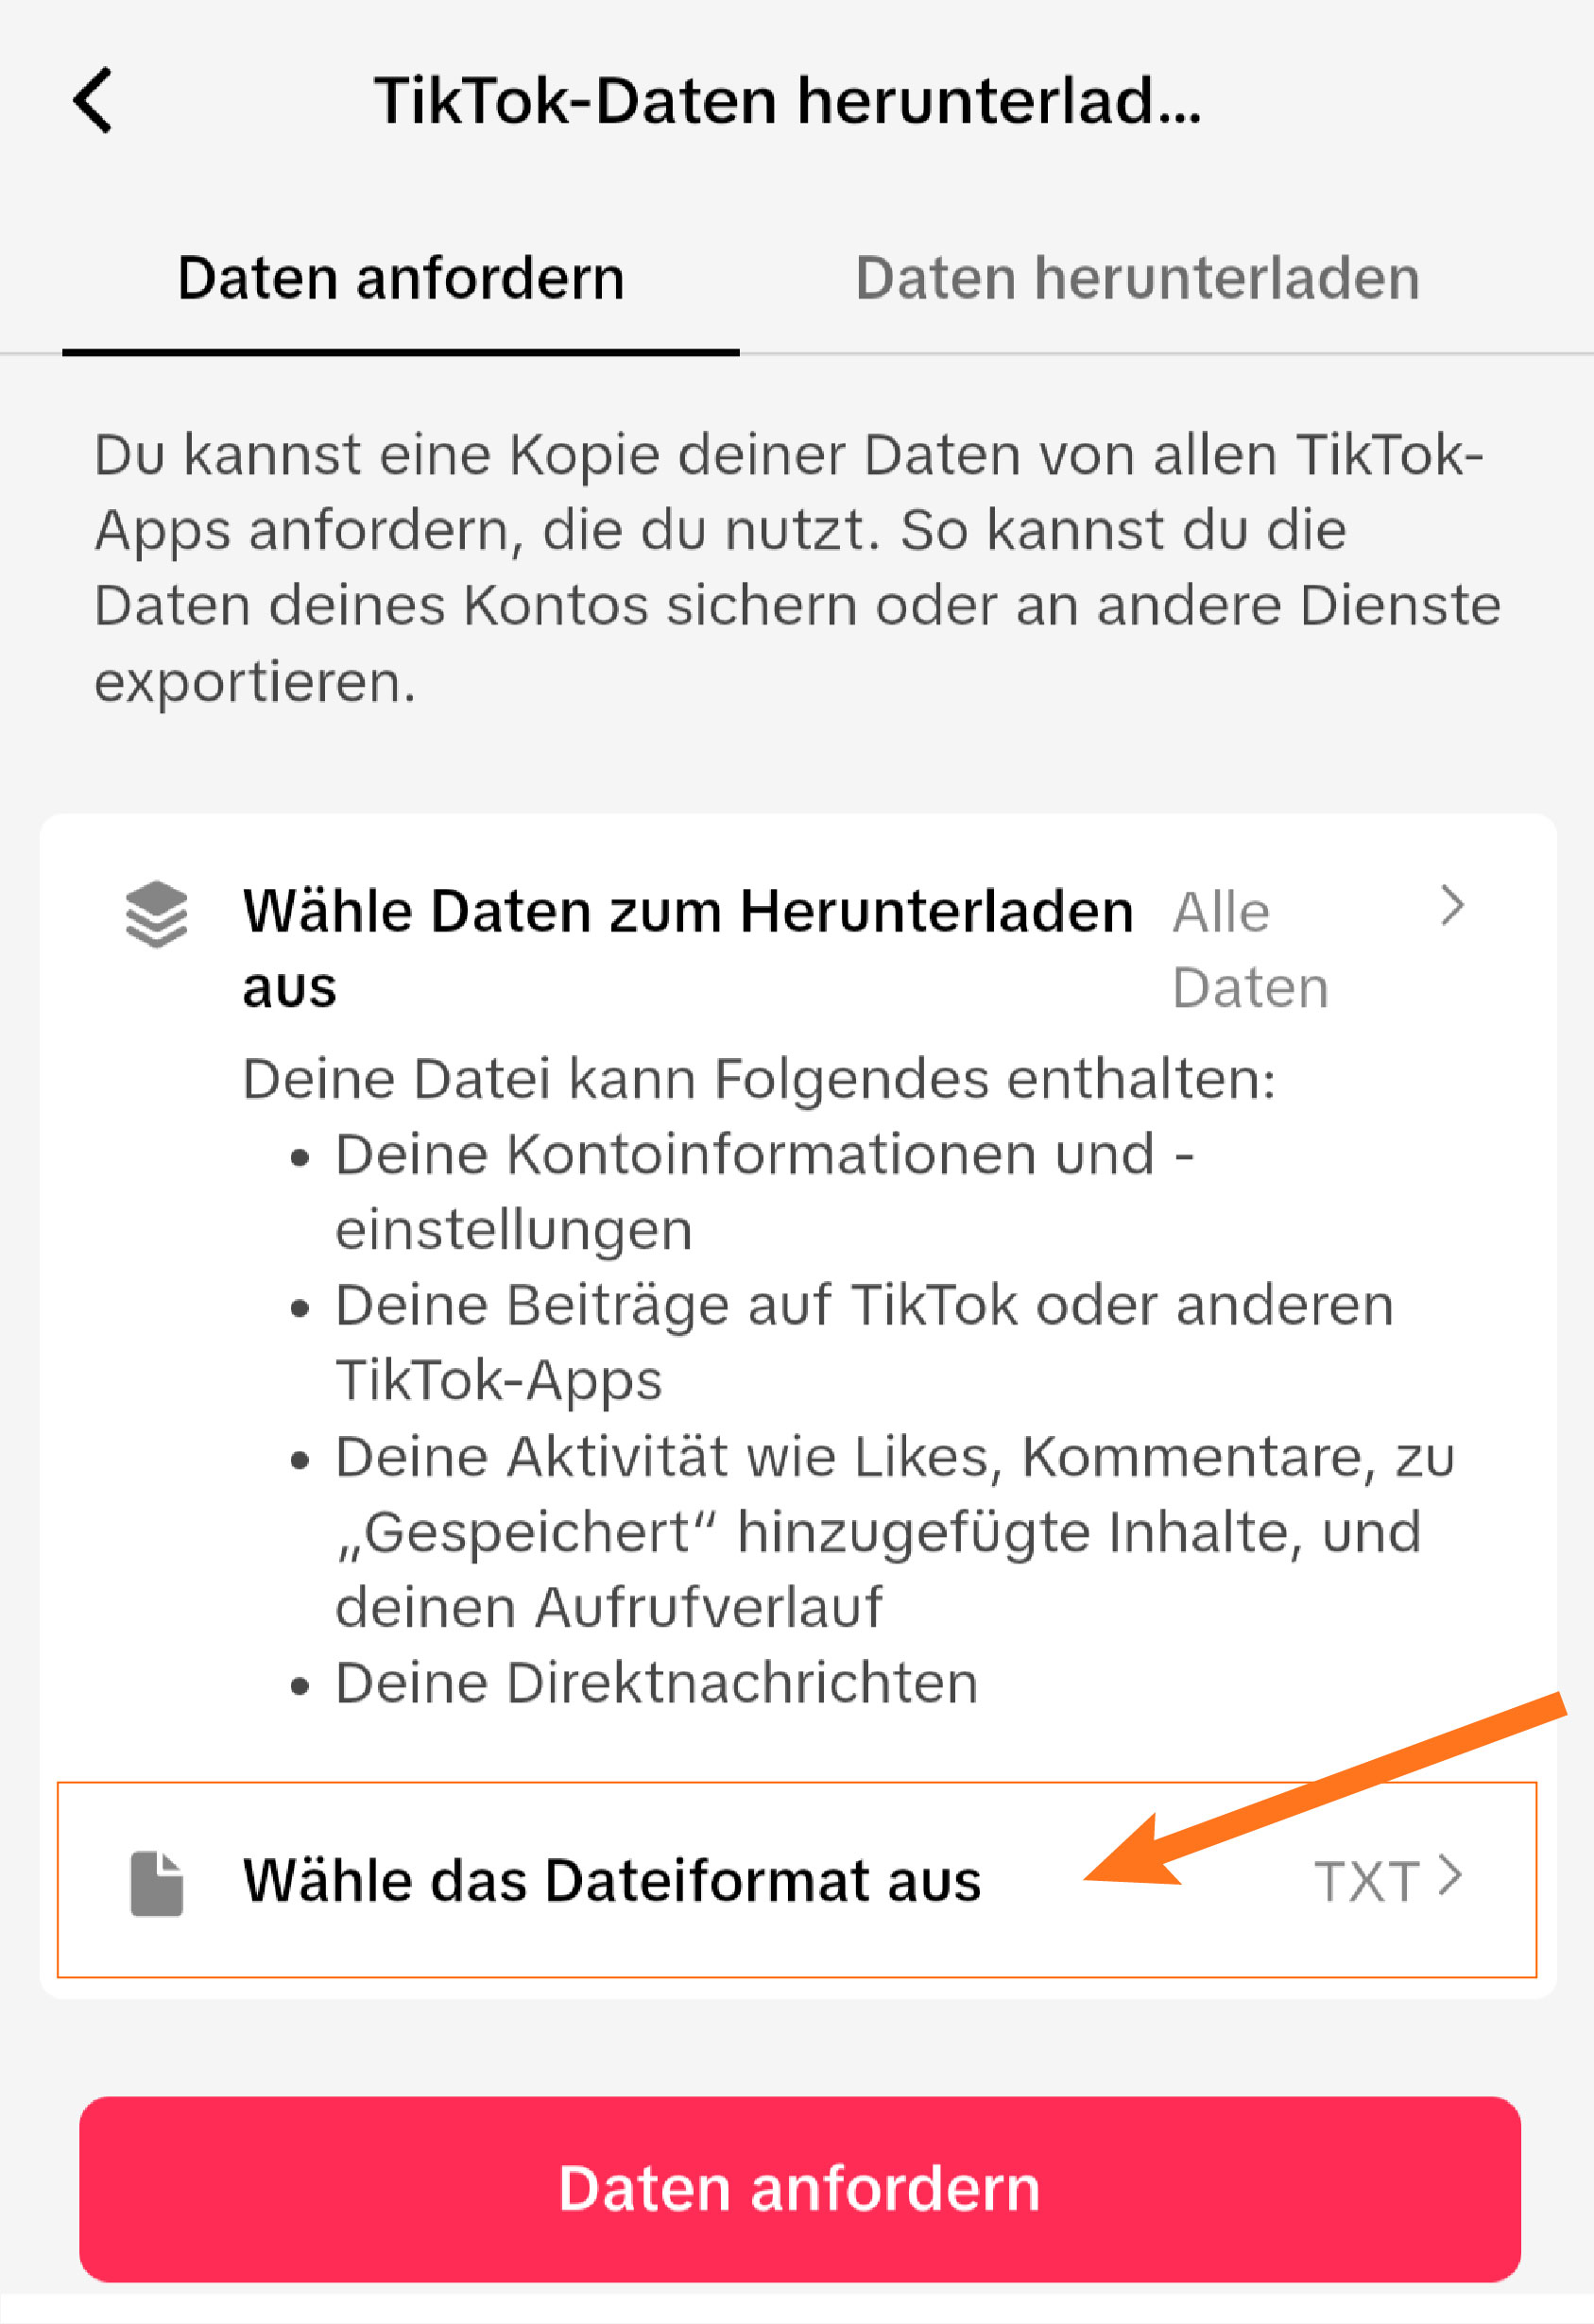 TikTok-Daten herunterlad...
Daten anfordern
Daten herunterladen
Du kannst eine Kopie deiner Daten von allen TikTok-
Apps anfordern, die du nutzt. So kannst du die
Daten deines Kontos sichern oder an andere Dienste
exportieren.
Wähle Daten zum Herunterladen
aus
Alle
Daten
Deine Datei kann Folgendes enthalten:
• Deine Kontoinformationen und -
einstellungen
• Deine Beiträge auf TikTok oder anderen
TikTok-Apps
• Deine Aktivität wie Likes, Kommentare, zu
„Gespeichert“ hinzugefügte Inhalte, und
deinen Aufrufverlauf
• Deine Direktnachrichten
Wähle das Dateiformat aus
TXT
Daten anfordern